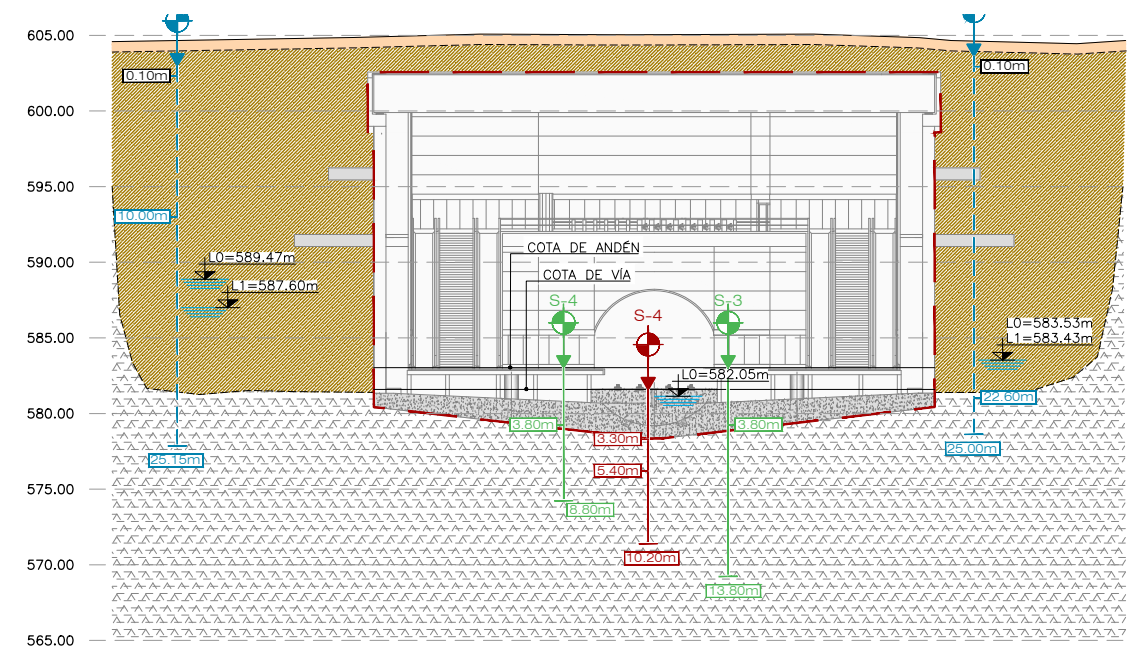 605.00
0.10m
0.10m
600.00
595.00
10.00m
COTA DE ANDÉN
590.00
L0=589.47m
COTA DE VÍA
L1=587.60m
S-4
S-3
S-4
L0=583.53m
585.00
L1=583.43m
L0=582.05m
22.60m
580.00
3.80m
3.80m
3.30m
25.15m
25.00m
5.40m
575.00
8.80m
570.00
10.20m
13.80m
565.00